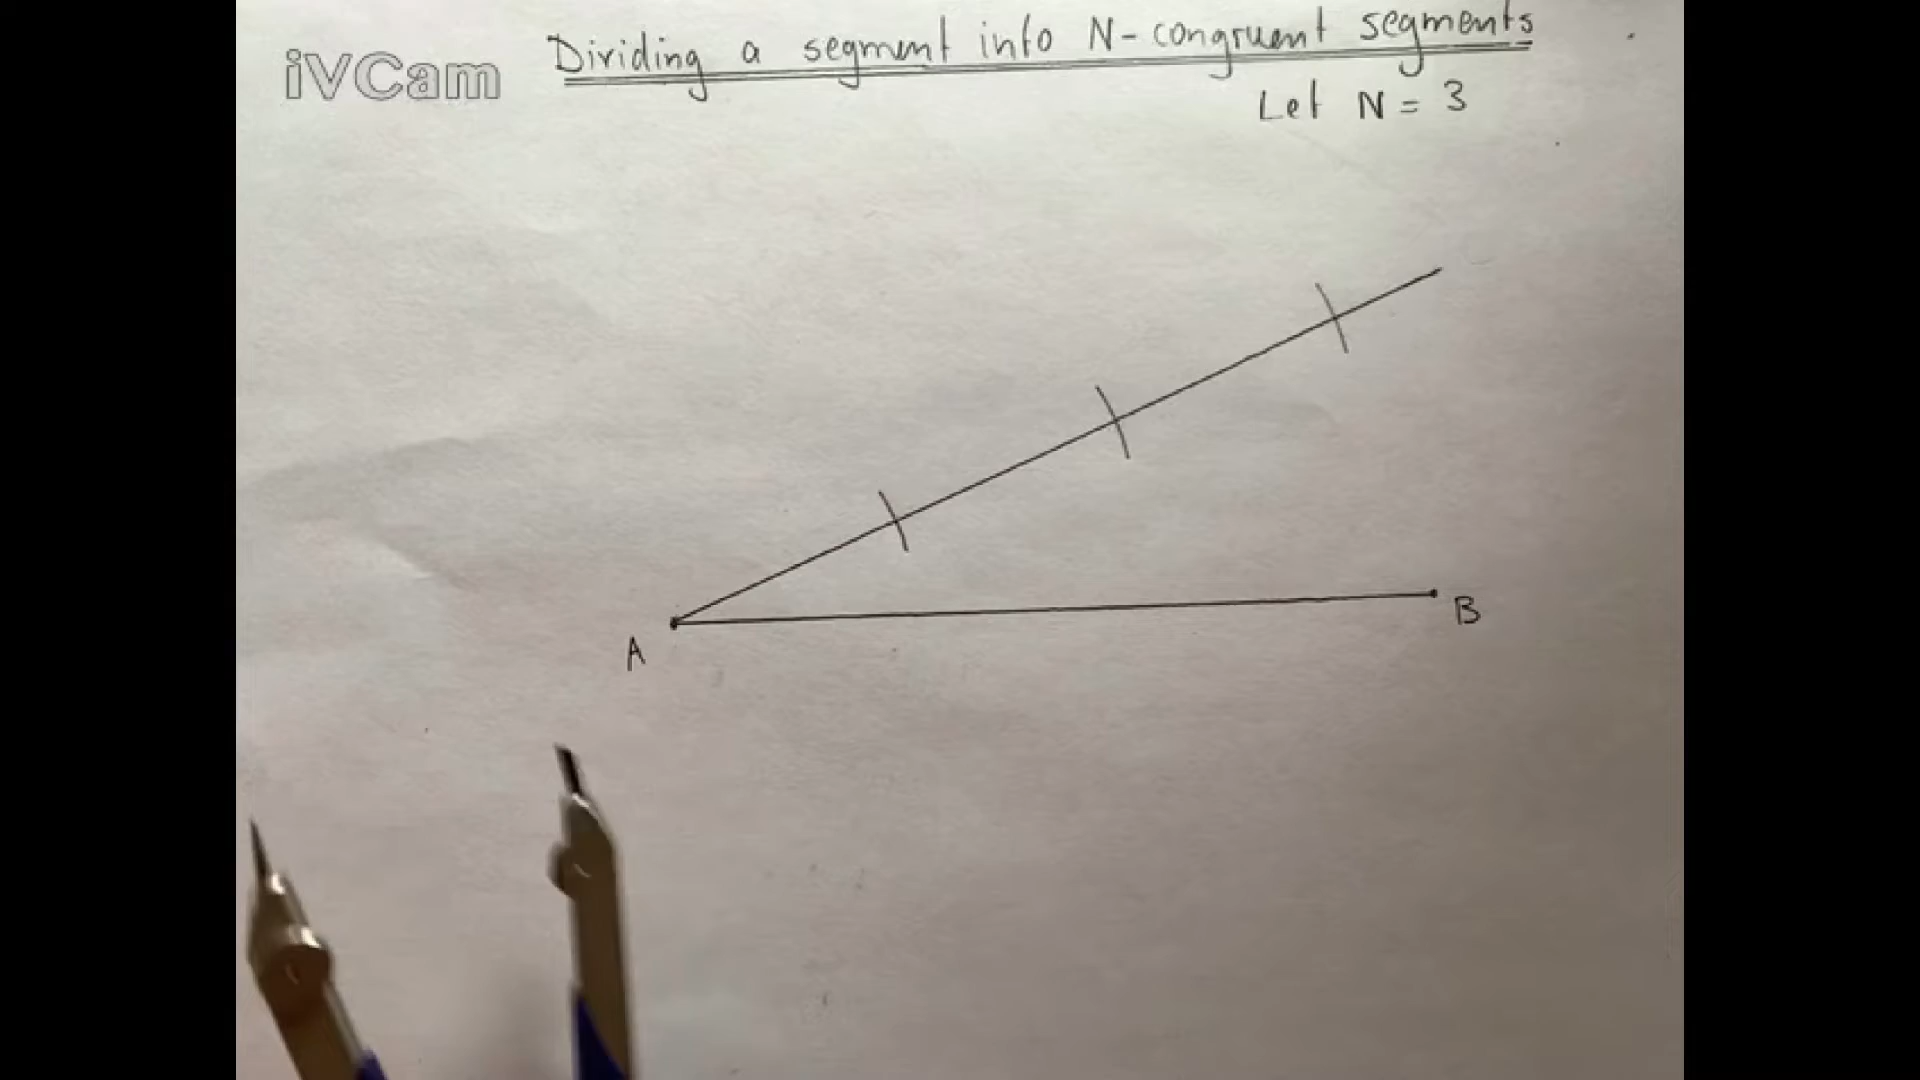 iVCam
Dividing a segment into N-congruent segments
Let N = 3
A
B